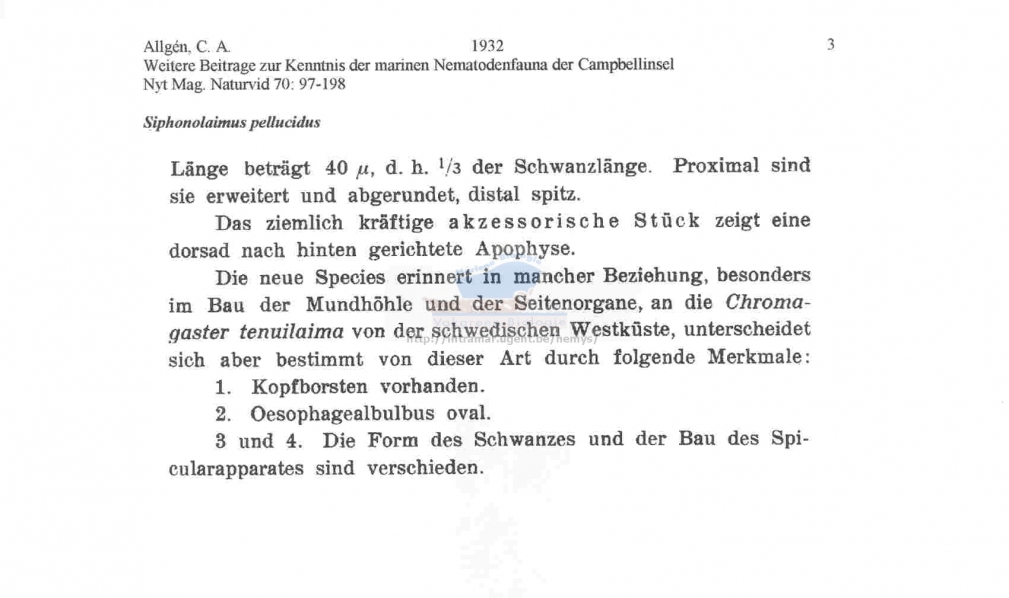 Allgén, C. A. 1932 3
Weitere Beitrage zur Kenntnis der marinen Nematodenfauna der Campbellinsel
Nyt Mag. Naturvid 70: 97-198
Siphonolaimus pellucidus
Länge beträgt 40 μ, d. h. ¹/3 der Schwanzlänge. Proximal sind
sie erweitert und abgerundet, distal spitz.
Das ziemlich kräftige akzessorische Stück zeigt eine
dorsad nach hinten gerichtete Apophyse.
Die neue Species erinnert in mancher Beziehung, besonders
im Bau der Mundhöhle und der Seitenorgane, an die Chroma-
gaster tenuilaima von der schwedischen Westküste, unterscheidet
http://intramar.ugent.be/nemys/
sich aber bestimmt von dieser Art durch folgende Merkmale:
1. Kopfborsten vorhanden.
2. Oesophagealbulbus oval.
3 und 4. Die Form des Schwanzes und der Bau des Spi-
cularapparates sind verschieden.